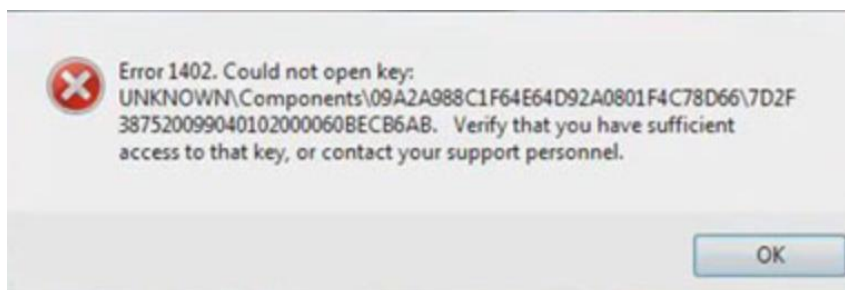 Error 1402. Could not open key:
UNKNOWN\Components\09A2A988C1F64E64D92A0801F4C78D66\7D2F
387520099040102000060BECB6AB. Verify that you have sufficient
access to that key, or contact your support personnel.
OK